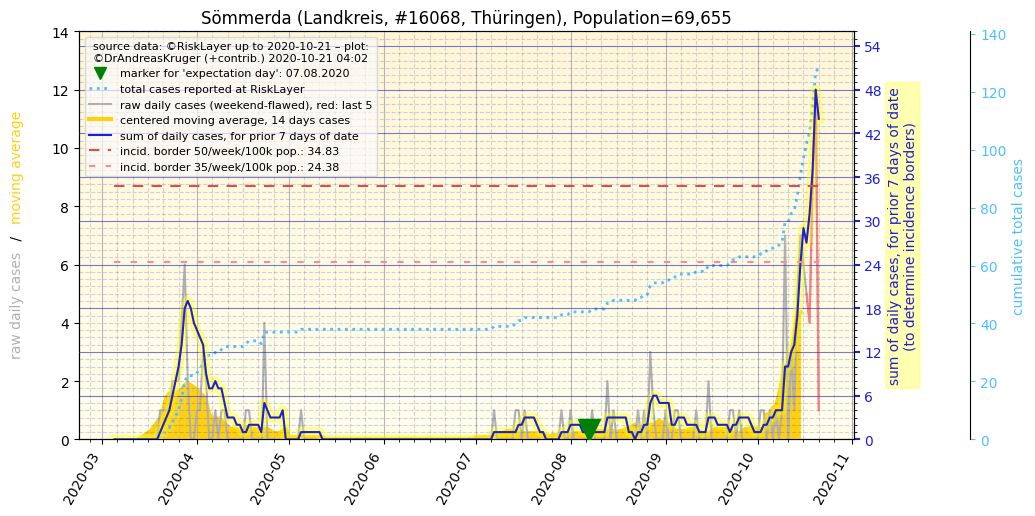 Sömmerda (Landkreis, #16068, Thüringen), Population=69,655
source data: ©RiskLayer up to 2020-10-21 – plot:
©DrAndreasKruger (+contrib.) 2020-10-21 04:02
marker for 'expectation day': 07.08.2020
total cases reported at RiskLayer
raw daily cases (weekend-flawed), red: last 5
centered moving average, 14 days cases
sum of daily cases, for prior 7 days of date
incid. border 50/week/100k pop.: 34.83
incid. border 35/week/100k pop.: 24.38
raw daily cases / moving average
14
12
10
8
6
4
2
0
54
48
42
36
30
24
18
12
6
0
sum of daily cases, for prior 7 days of date
(to determine incidence borders)
140
120
100
80
60
40
20
0
cumulative total cases
2020-03
2020-04
2020-05
2020-06
2020-07
2020-08
2020-09
2020-10
2020-11